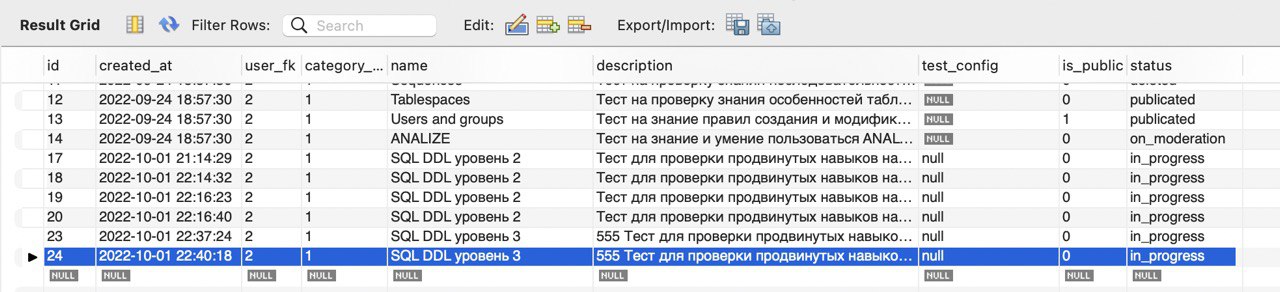 Result Grid Filter Rows: Search Edit: Export/Import:
id created_at user_fk category_... name description test_config is_public status
12 2022-09-24 18:57:30 2 1 Tablespaces Тест на проверку знания особенностей табл... NULL 0 publicated
13 2022-09-24 18:57:30 2 1 Users and groups Тест на знание правил создания и модифик... NULL 1 publicated
14 2022-09-24 18:57:30 2 1 ANALIZE Тест на знание и умение пользоваться ANAL... NULL 0 on_moderation
17 2022-10-01 21:14:29 2 1 SQL DDL уровень 2 Тест для проверки продвинутых навыков на... null 0 in_progress
18 2022-10-01 22:14:32 2 1 SQL DDL уровень 2 Тест для проверки продвинутых навыков на... null 0 in_progress
19 2022-10-01 22:16:23 2 1 SQL DDL уровень 2 Тест для проверки продвинутых навыков на... null 0 in_progress
20 2022-10-01 22:16:40 2 1 SQL DDL уровень 2 Тест для проверки продвинутых навыков на... null 0 in_progress
23 2022-10-01 22:37:24 2 1 SQL DDL уровень 3 555 Тест для проверки продвинутых навыко... null 0 in_progress
24 2022-10-01 22:40:18 2 1 SQL DDL уровень 3 555 Тест для проверки продвинутых навыко... null 0 in_progress
NULL NULL NULL NULL NULL NULL NULL NULL NULL